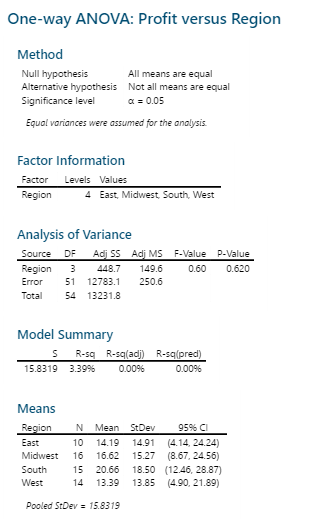 One-way ANOVA: Profit versus Region
Method
Null hypothesis All means are equal
Alternative hypothesis Not all means are equal
Significance level α = 0.05
Equal variances were assumed for the analysis.
Factor Information
Factor Levels Values
Region 4 East, Midwest, South, West
Analysis of Variance
Source DF Adj SS Adj MS F-Value P-Value
Region 3 448.7 149.6 0.60 0.620
Error 51 12783.1 250.6
Total 54 13231.8
Model Summary
S R-sq R-sq(adj) R-sq(pred)
15.8319 3.39% 0.00% 0.00%
Means
Region N Mean StDev 95% CI
East 10 14.19 14.91 (4.14, 24.24)
Midwest 16 16.62 15.27 (8.67, 24.56)
South 15 20.66 18.50 (12.46, 28.87)
West 14 13.39 13.85 (4.90, 21.89)
Pooled StDev = 15.8319